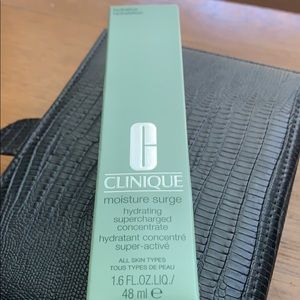 C
CLINIQUE
moisture surge
hydrating
supercharged
concentrate
hydratant concentré
super-activé
ALL SKIN TYPES
TOUS TYPES DE PEAU
1.6 FL.OZ.LIQ./
48 ml e